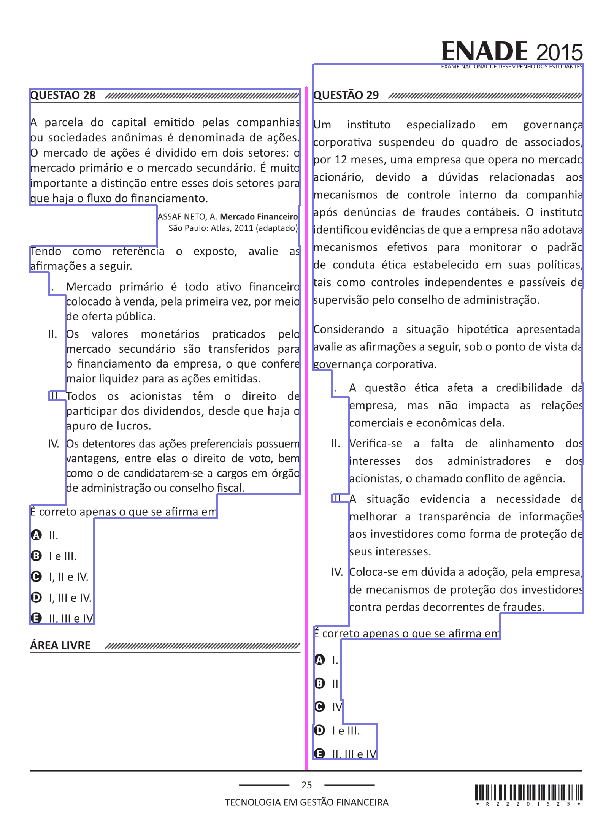 ENADE 2015
EXAME NACIONAL DE DESEMPENHO DOS ESTUDANTES
QUESTÃO 28
A parcela do capital emitido pelas companhias
ou sociedades anônimas é denominada de ações.
O mercado de ações é dividido em dois setores: o
mercado primário e o mercado secundário. É muito
importante a distinção entre esses dois setores para
que haja o fluxo do financiamento.
ASSAF NETO, A. Mercado Financeiro.
São Paulo: Atlas, 2011 (adaptado).
Tendo como referência o exposto, avalie as
afirmações a seguir.
I. Mercado primário é todo ativo financeiro
colocado à venda, pela primeira vez, por meio
de oferta pública.
II. Os valores monetários praticados pelo
mercado secundário são transferidos para
o financiamento da empresa, o que confere
maior liquidez para as ações emitidas.
III. Todos os acionistas têm o direito de
participar dos dividendos, desde que haja o
apuro de lucros.
IV. Os detentores das ações preferenciais possuem
vantagens, entre elas o direito de voto, bem
como o de candidatarem-se a cargos em órgão
de administração ou conselho fiscal.
É correto apenas o que se afirma em
A II.
B I e III.
C I, II e IV.
D I, III e IV.
E II, III e IV.
ÁREA LIVRE
QUESTÃO 29
Um instituto especializado em governança
corporativa suspendeu do quadro de associados,
por 12 meses, uma empresa que opera no mercado
acionário, devido a dúvidas relacionadas aos
mecanismos de controle interno da companhia
após denúncias de fraudes contábeis. O instituto
identificou evidências de que a empresa não adotava
mecanismos efetivos para monitorar o padrão
de conduta ética estabelecido em suas políticas,
tais como controles independentes e passíveis de
supervisão pelo conselho de administração.
Considerando a situação hipotética apresentada,
avalie as afirmações a seguir, sob o ponto de vista da
governança corporativa.
I. A questão ética afeta a credibilidade da
empresa, mas não impacta as relações
comerciais e econômicas dela.
II. Verifica-se a falta de alinhamento dos
interesses dos administradores e dos
acionistas, o chamado conflito de agência.
III. A situação evidencia a necessidade de
melhorar a transparência de informações
aos investidores como forma de proteção de
seus interesses.
IV. Coloca-se em dúvida a adoção, pela empresa,
de mecanismos de proteção dos investidores
contra perdas decorrentes de fraudes.
É correto apenas o que se afirma em
A I.
B II.
C IV.
D I e III.
E II, III e IV.
25
TECNOLOGIA EM GESTÃO FINANCEIRA
*R22201525*